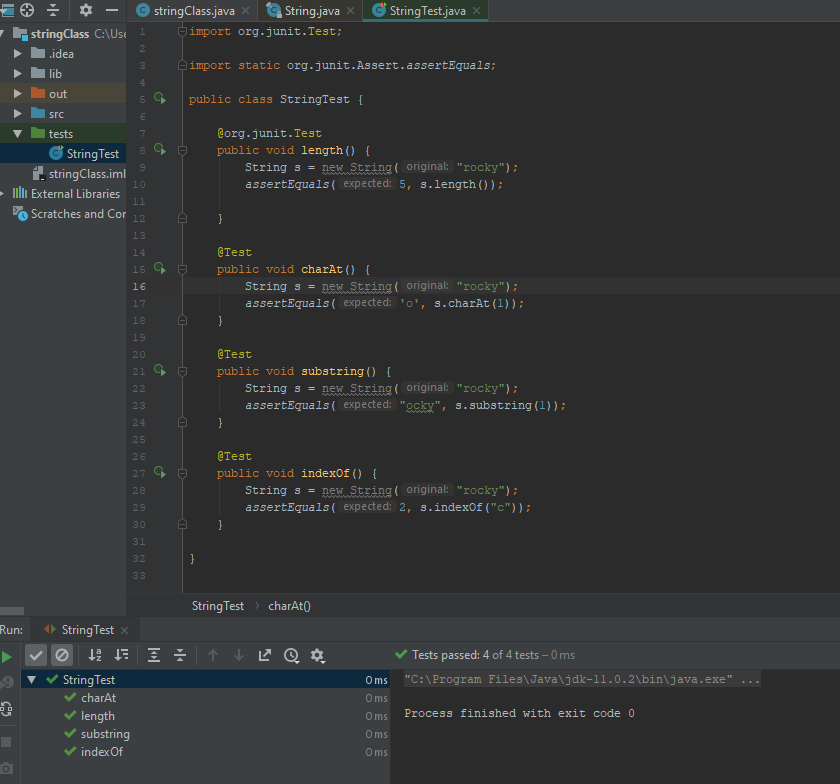 stringClass.java
String.java
StringTest.java
stringClass C:\Use
.idea
lib
out
src
tests
StringTest
stringClass.iml
External Libraries
Scratches and Cor
1 import org.junit.Test;
2
3 import static org.junit.Assert.assertEquals;
4
5 public class StringTest {
6
7 @org.junit.Test
8 public void length() {
9 String s = new String( original: "rocky");
10 assertEquals( expected: 5, s.length());
11
12 }
13
14 @Test
15 public void charAt() {
16 String s = new String( original: "rocky");
17 assertEquals( expected: 'o', s.charAt(1));
18 }
19
20 @Test
21 public void substring() {
22 String s = new String( original: "rocky");
23 assertEquals( expected: "ocky", s.substring(1));
24 }
25
26 @Test
27 public void indexOf() {
28 String s = new String( original: "rocky");
29 assertEquals( expected: 2, s.indexOf("c"));
30 }
31
32 }
33
StringTest › charAt()
Run: StringTest
Tests passed: 4 of 4 tests – 0 ms
StringTest 0 ms
charAt 0 ms
length 0 ms
substring 0 ms
indexOf 0 ms
"C:\Program Files\Java\jdk-11.0.2\bin\java.exe" ...
Process finished with exit code 0